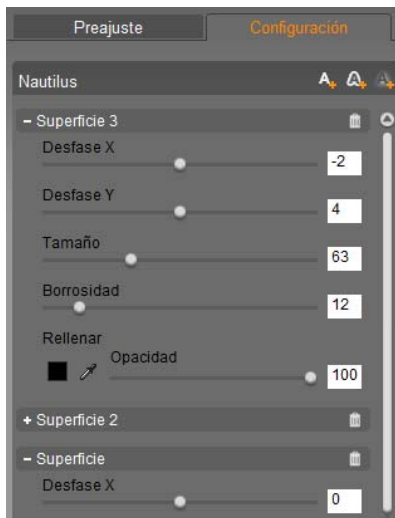 Preajuste Configuración
Nautilus A A A
– Superficie 3
Desfase X
-2
Desfase Y
4
Tamaño
63
Borrosidad
12
Rellenar
Opacidad
100
+ Superficie 2
– Superficie
Desfase X
0